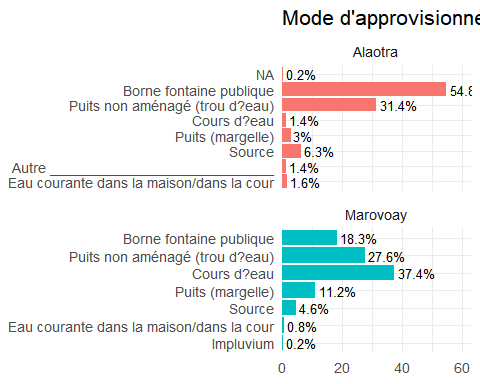 Mode d'approvisionne
Alaotra
NA 0.2%
Borne fontaine publique 54.8
Puits non aménagé (trou d?eau) 31.4%
Cours d?eau 1.4%
Puits (margelle) 3%
Source 6.3%
Autre ____________________________ 1.4%
Eau courante dans la maison/dans la cour 1.6%
Marovoay
Borne fontaine publique 18.3%
Puits non aménagé (trou d?eau) 27.6%
Cours d?eau 37.4%
Puits (margelle) 11.2%
Source 4.6%
Eau courante dans la maison/dans la cour 0.8%
Impluvium 0.2%
0 20 40 60